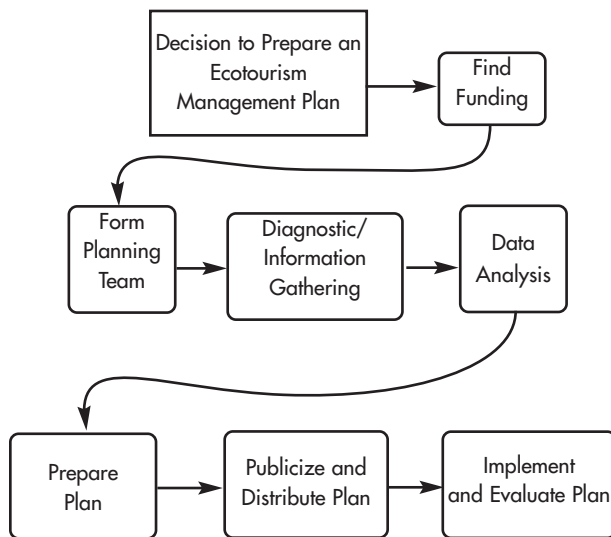 Decision to Prepare an
Ecotourism
Management Plan
Find
Funding
Form
Planning
Team
Diagnostic/
Information
Gathering
Data
Analysis
Prepare
Plan
Publicize and
Distribute Plan
Implement
and Evaluate Plan